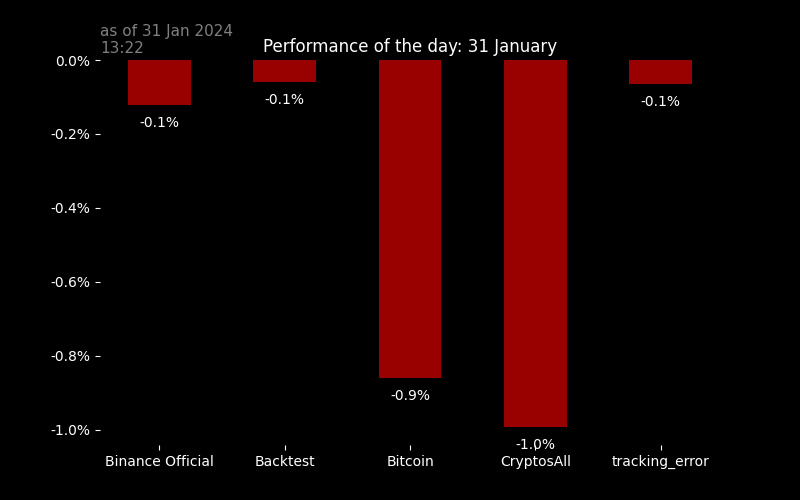 as of 31 Jan 2024
13:22
Performance of the day: 31 January
0.0%
-0.2%
-0.4%
-0.6%
-0.8%
-1.0%
-0.1%
-0.1%
-0.9%
-1.0%
-0.1%
Binance Official
Backtest
Bitcoin
CryptosAll
tracking_error